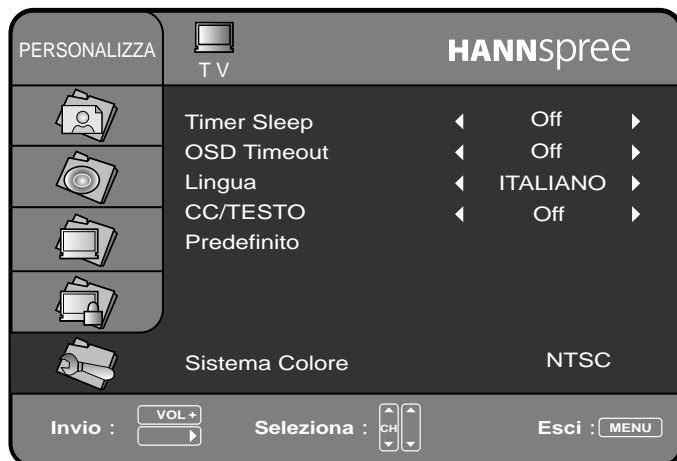 PERSONALIZZA
TV
HANNspree
Timer Sleep Off
OSD Timeout Off
Lingua ITALIANO
CC/TESTO Off
Predefinito
Sistema Colore NTSC
Invio : VOL+ Seleziona : CH Esci : MENU